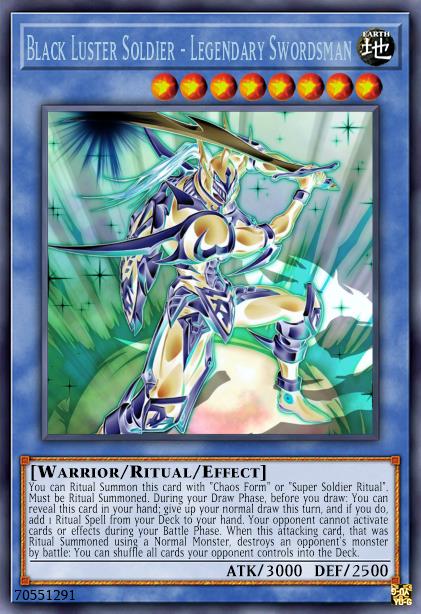 BLACK LUSTER SOLDIER - LEGENDARY SWORDSMAN
EARTH
地
[WARRIOR/RITUAL/EFFECT]
You can Ritual Summon this card with "Chaos Form" or "Super Soldier Ritual".
Must be Ritual Summoned. During your Draw Phase, before you draw: You can
reveal this card in your hand; give up your normal draw this turn, and if you do,
add 1 Ritual Spell from your Deck to your hand. Your opponent cannot activate
cards or effects during your Battle Phase. When this attacking card, that was
Ritual Summoned using a Normal Monster, destroys an opponent's monster
by battle: You can shuffle all cards your opponent controls into the Deck.
ATK/3000 DEF/2500
70551291